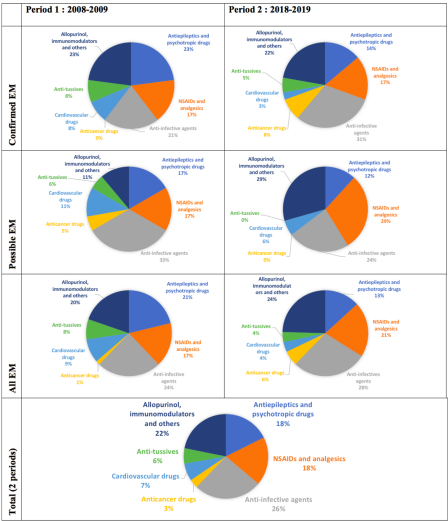 Period 1 : 2008-2009
Period 2 : 2018-2019
Confirmed EM
Allopurinol,
immunomodulators
and others
23%
Antiepileptics and
psychotropic drugs
23%
Anti-tussives
8%
Cardiovascular
drugs
8%
Anticancer drugs
0%
Anti-infective agents
21%
NSAIDs and
analgesics
17%
Allopurinol,
immunomodulators
and others
22%
Antiepileptics and
psychotropic drugs
14%
Anti-tussives
5%
Cardiovascular
drugs
3%
Anticancer drugs
8%
Anti-infective agents
31%
NSAIDs and
analgesics
17%
Possible EM
Allopurinol,
immunomodulators
and others
11%
Antiepileptics and
psychotropic drugs
17%
Anti-tussives
6%
Cardiovascular
drugs
11%
Anticancer drugs
5%
Anti-infective agents
33%
NSAIDs and
analgesics
17%
Allopurinol,
immunomodulators
and others
29%
Antiepileptics and
psychotropic drugs
12%
Anti-tussives
0%
Cardiovascular
drugs
6%
Anticancer drugs
0%
Anti-infective agents
24%
NSAIDs and
analgesics
29%
All EM
Allopurinol,
immunomodulators
and others
20%
Antiepileptics and
psychotropic drugs
21%
Anti-tussives
8%
Cardiovascular
drugs
9%
Anticancer drugs
1%
Anti-infective
agents
24%
NSAIDs and
analgesics
17%
Allopurinol,
immunomodulat
ors and others
24%
Antiepileptics and
psychotropic drugs
13%
Anti-tussives
4%
Cardiovascular
drugs
4%
Anticancer drugs
6%
Anti-infectives
agents
28%
NSAIDs and
analgesics
21%
Total (2 periods)
Allopurinol,
immunomodulators
and others
22%
Antiepileptics and
psychotropic drugs
18%
Anti-tussives
6%
Cardiovascular drugs
7%
Anticancer drugs
3%
Anti-infective agents
26%
NSAIDs and analgesics
18%